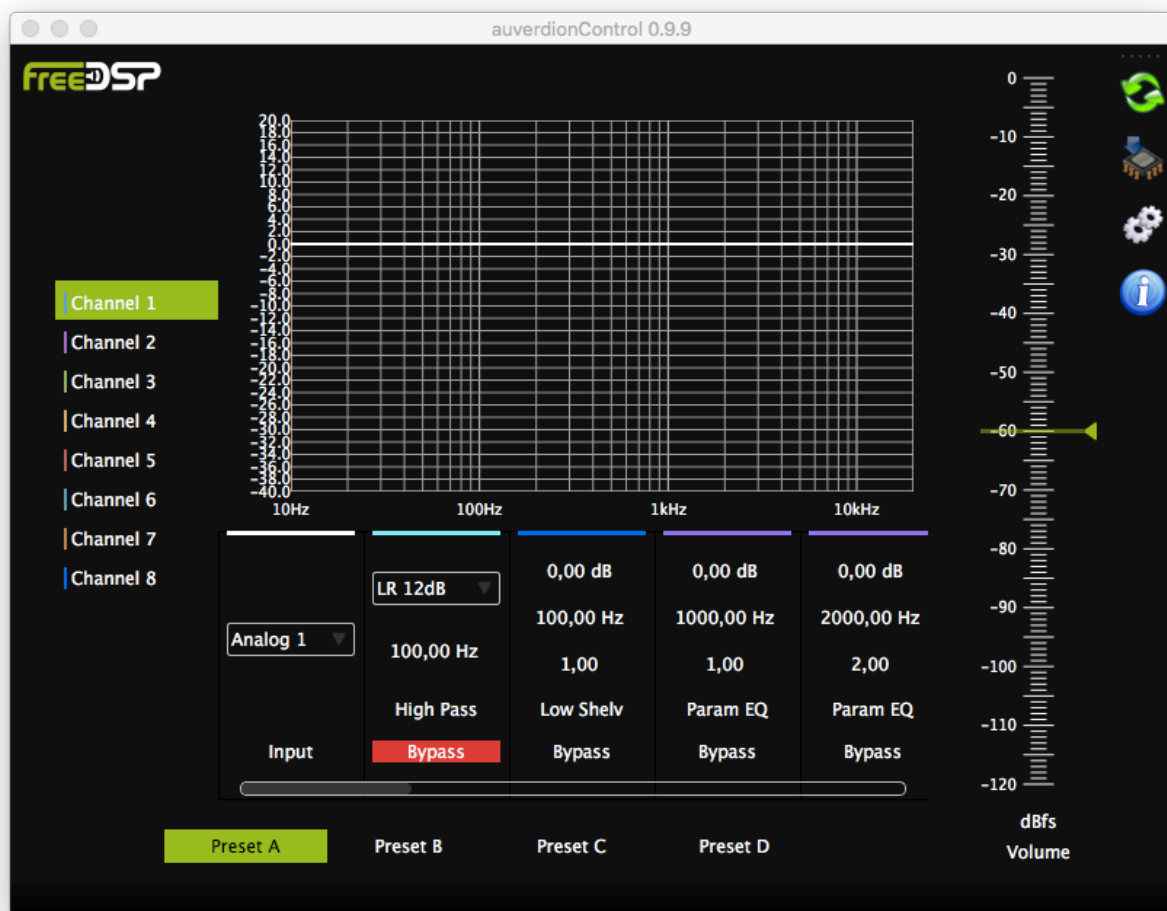 auverdionControl 0.9.9
freeDSP
20.0
18.0
16.0
14.0
12.0
10.0
8.0
6.0
4.0
2.0
0.0
-2.0
-4.0
-6.0
-8.0
-10.0
-12.0
-14.0
-16.0
-18.0
-20.0
-22.0
-24.0
-26.0
-28.0
-30.0
-32.0
-34.0
-36.0
-38.0
-40.0
10Hz 100Hz 1kHz 10kHz
Channel 1
Channel 2
Channel 3
Channel 4
Channel 5
Channel 6
Channel 7
Channel 8
Analog 1
Input
LR 12dB
100,00 Hz
High Pass
Bypass
0,00 dB
100,00 Hz
1,00
Low Shelv
Bypass
0,00 dB
1000,00 Hz
1,00
Param EQ
Bypass
0,00 dB
2000,00 Hz
2,00
Param EQ
Bypass
Preset A Preset B Preset C Preset D
0
-10
-20
-30
-40
-50
-60
-70
-80
-90
-100
-110
-120
dBfs
Volume
i